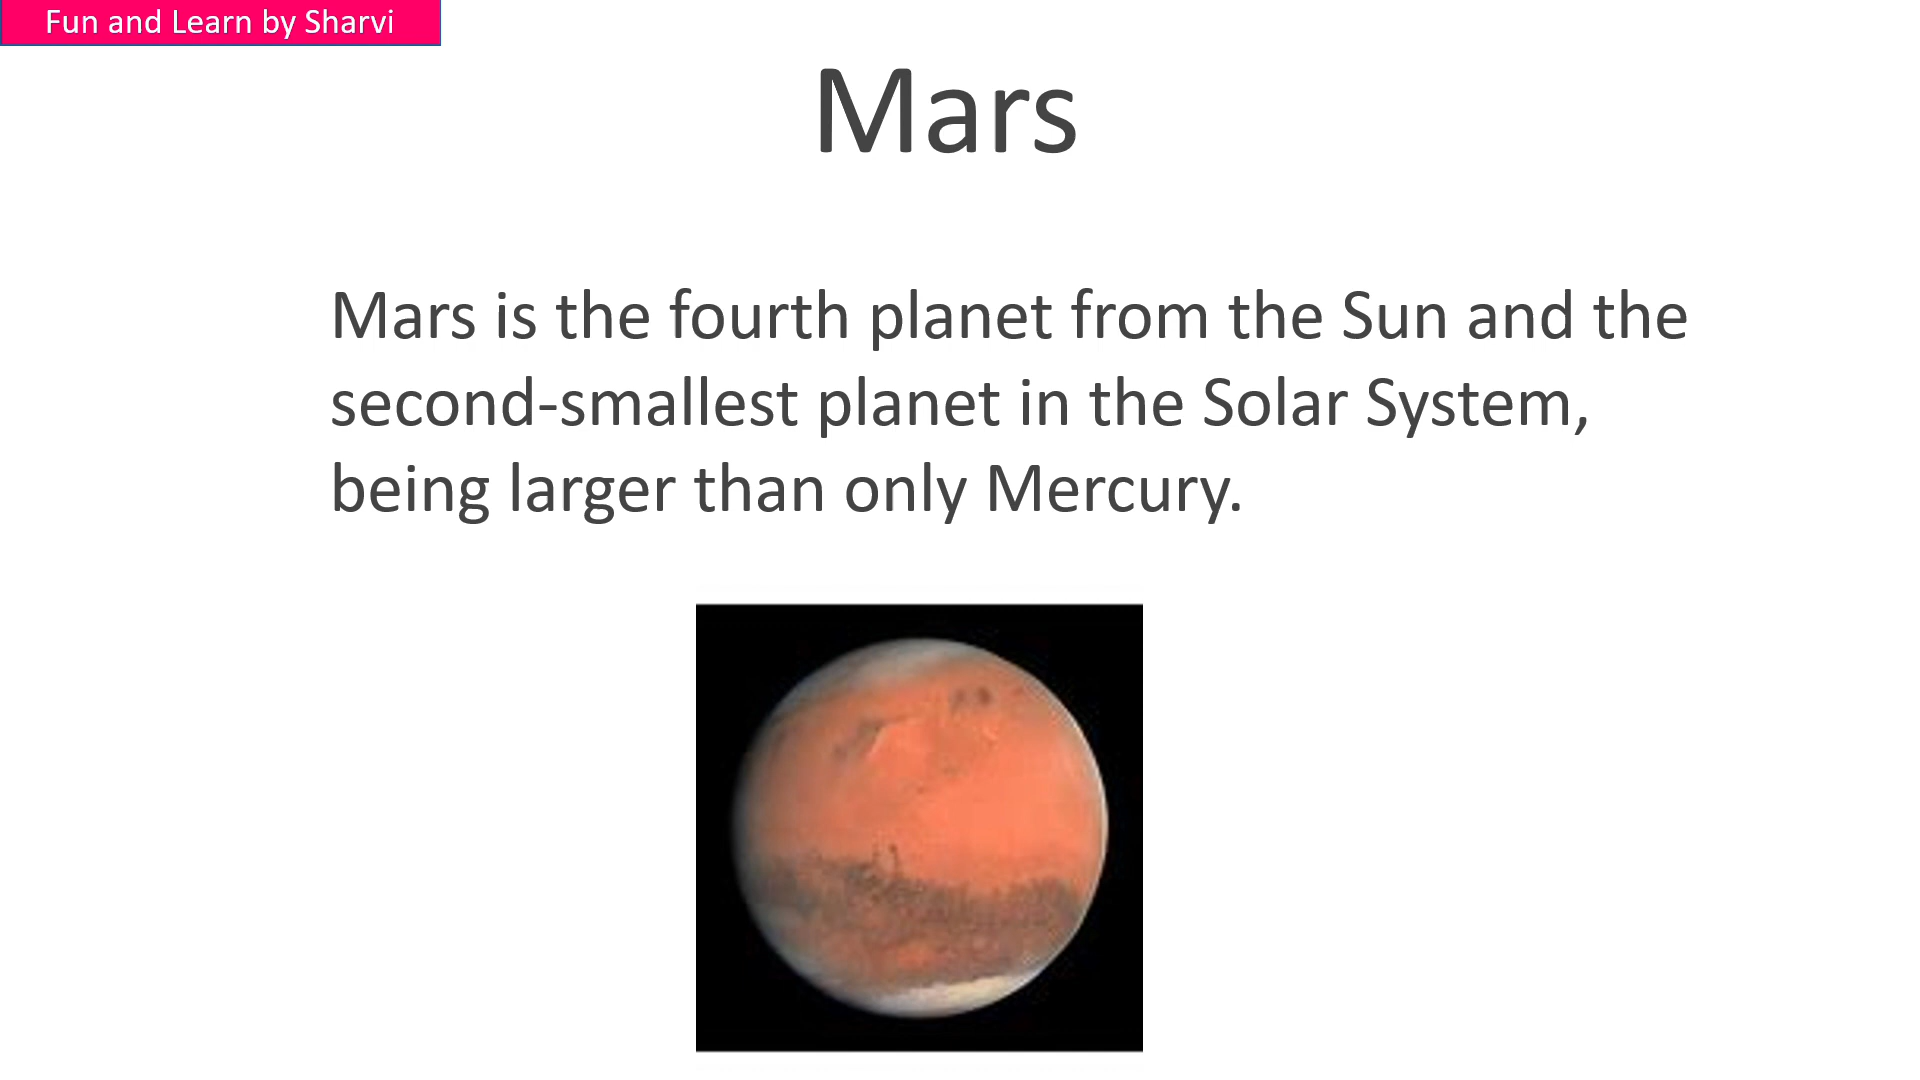 Fun and Learn by Sharvi
Mars
Mars is the fourth planet from the Sun and the
second-smallest planet in the Solar System,
being larger than only Mercury.